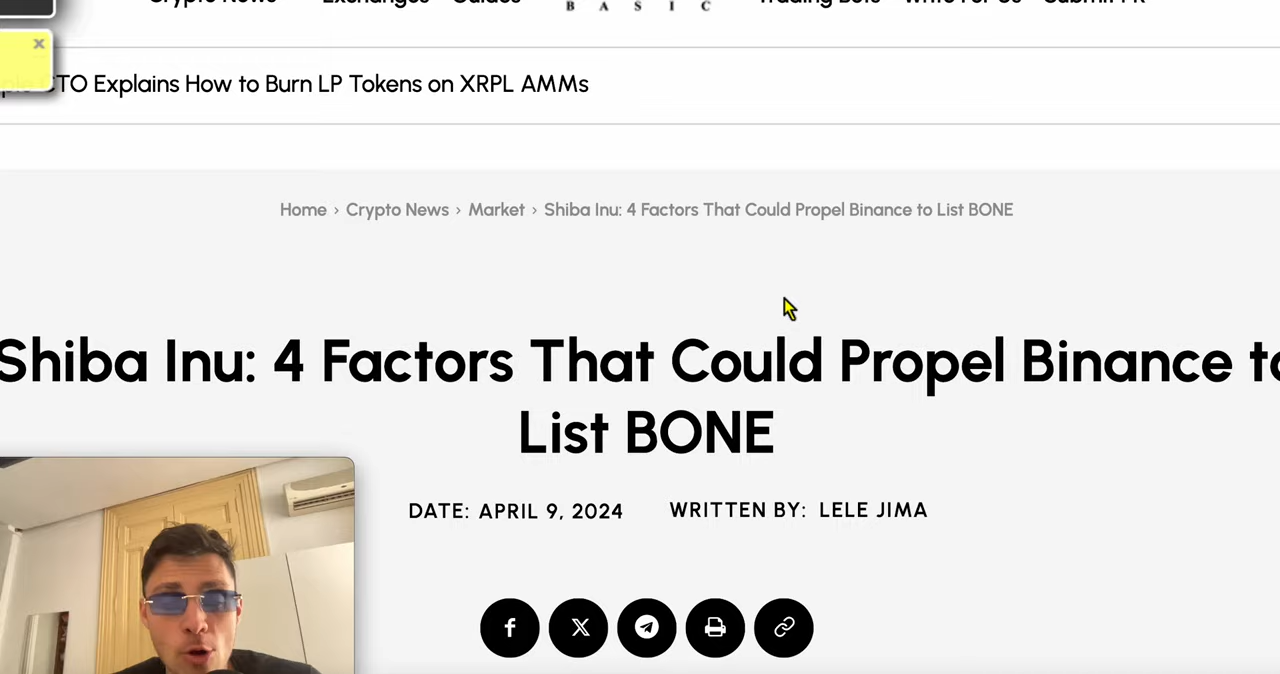 Crypto News Exchanges Guides Trading Bots Write For Us Submit PR
B A S I C
CTO Explains How to Burn LP Tokens on XRPL AMMs
Home › Crypto News › Market › Shiba Inu: 4 Factors That Could Propel Binance to List BONE
Shiba Inu: 4 Factors That Could Propel Binance to
List BONE
DATE: APRIL 9, 2024 WRITTEN BY: LELE JIMA